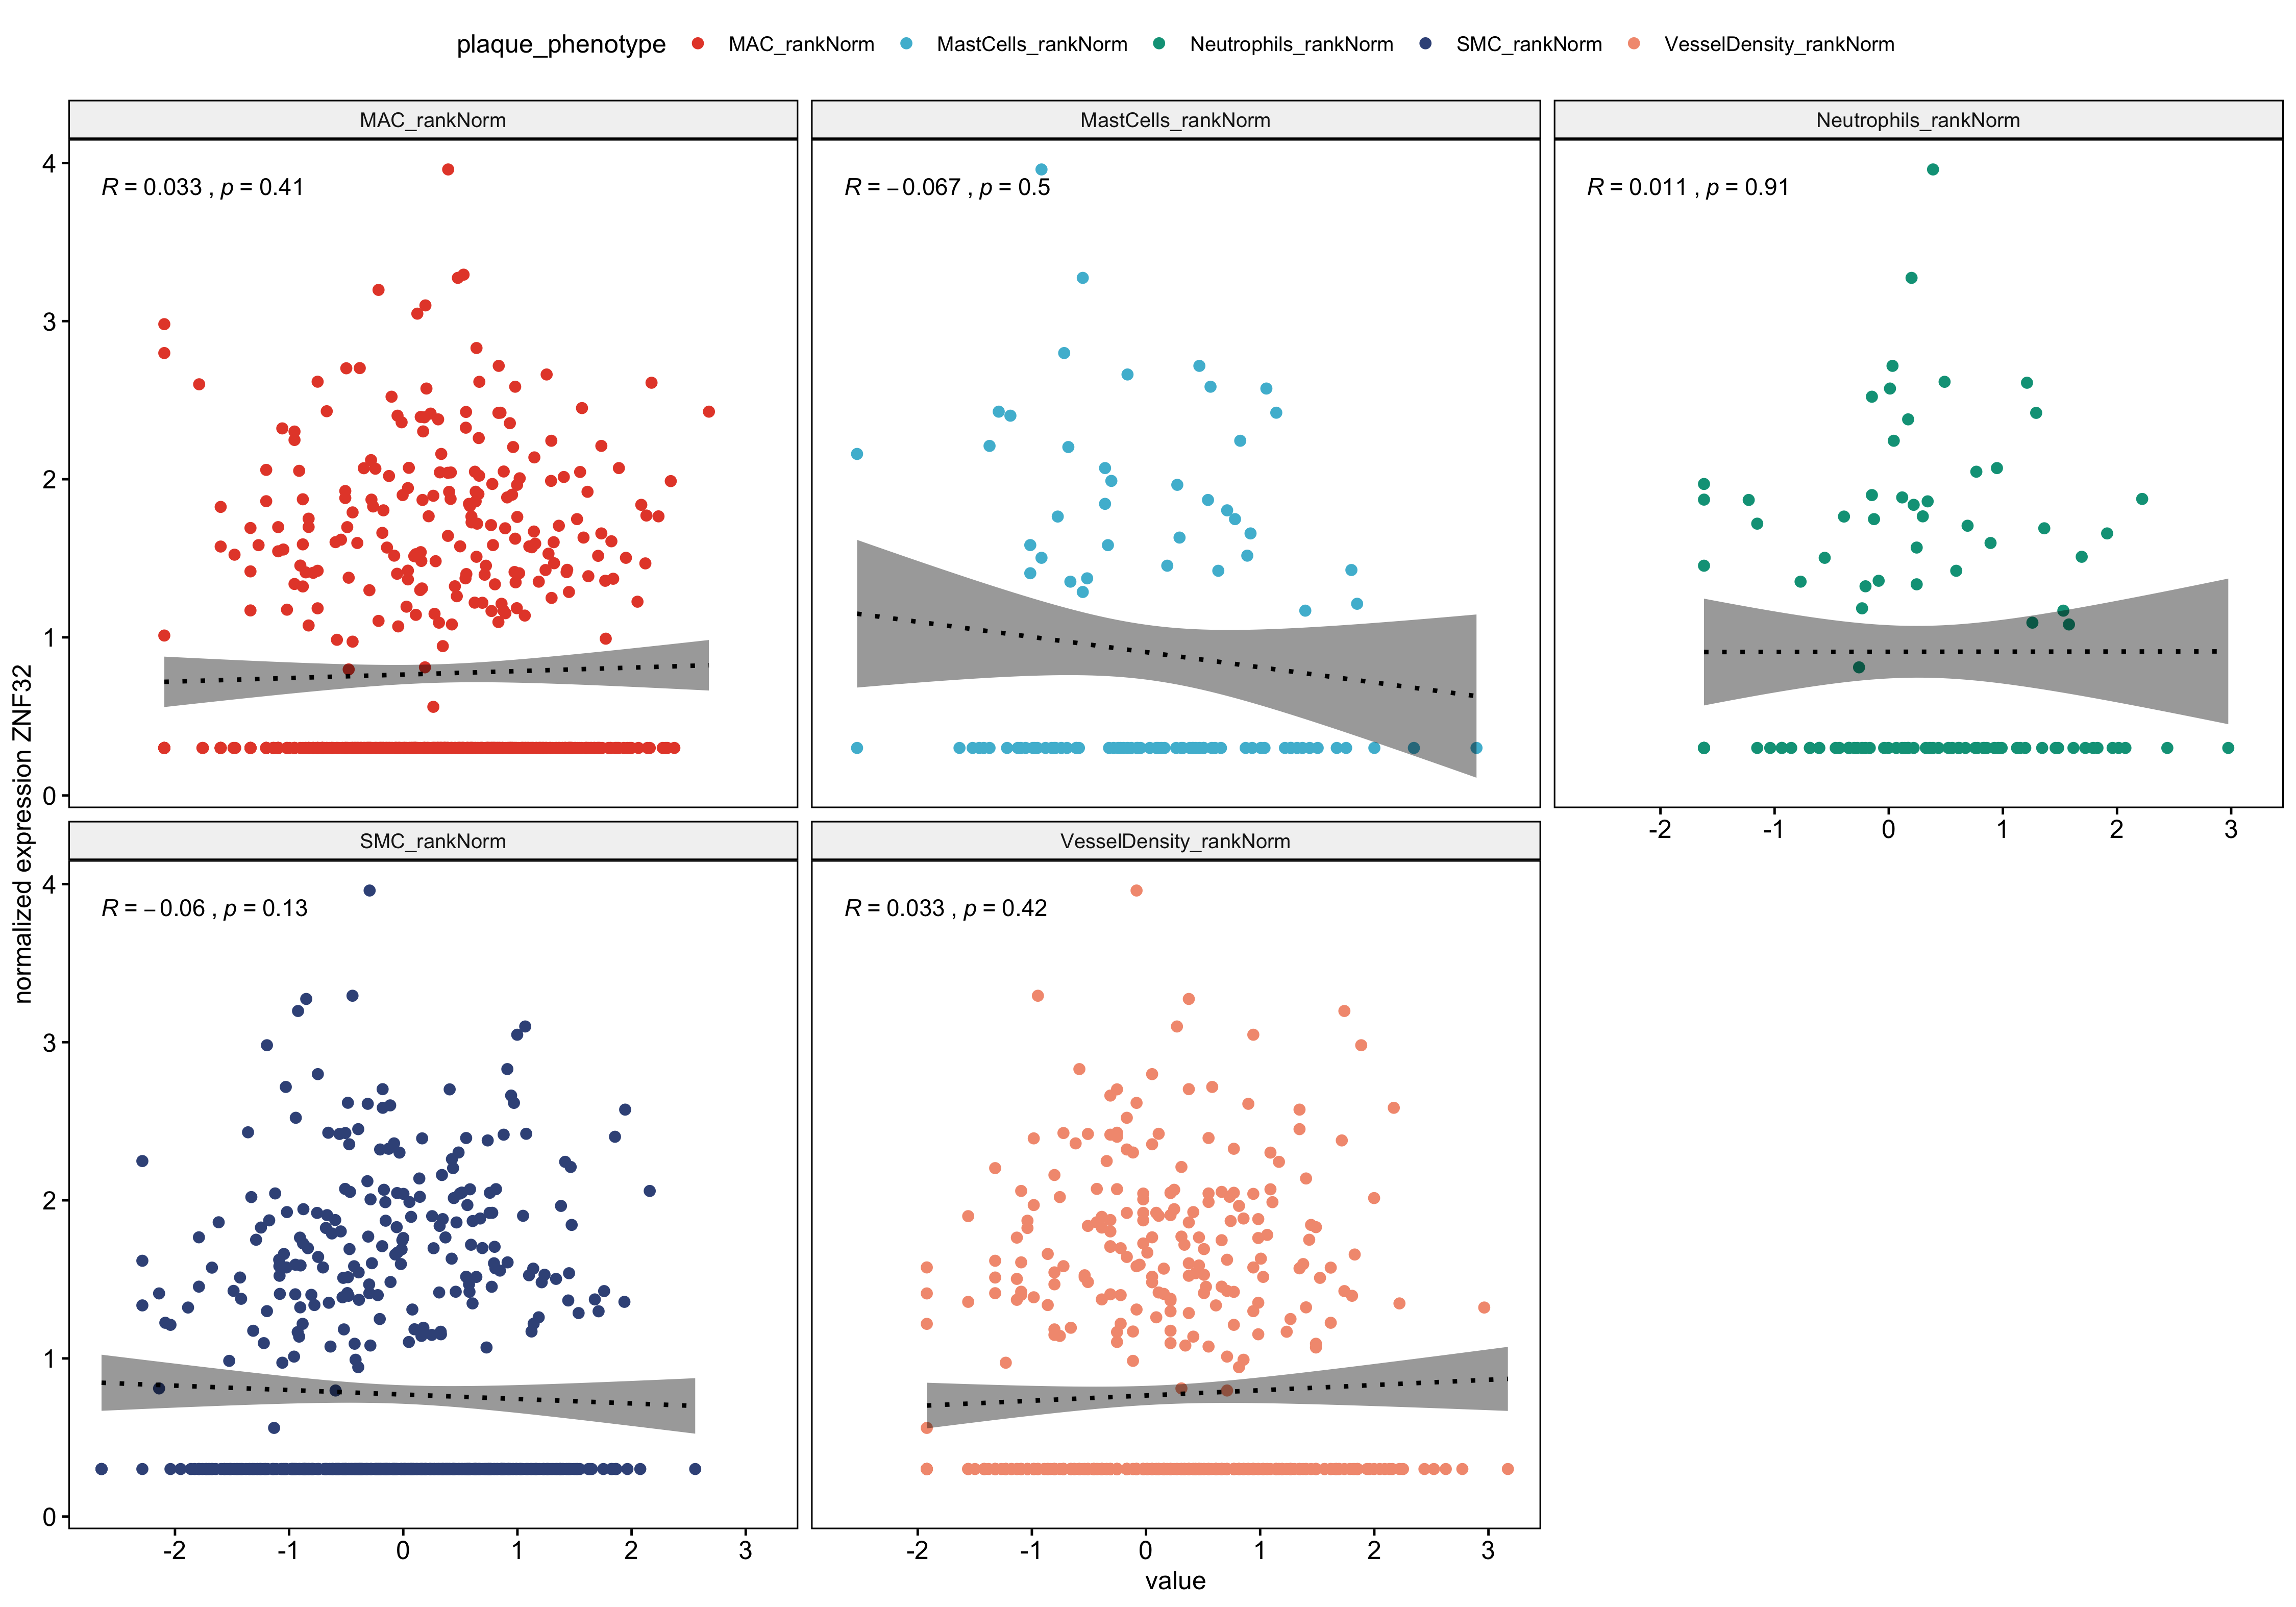 plaque_phenotype MAC_rankNorm MastCells_rankNorm Neutrophils_rankNorm SMC_rankNorm VesselDensity_rankNorm
MAC_rankNorm
R = 0.033 , p = 0.41
MastCells_rankNorm
R = −0.067 , p = 0.5
Neutrophils_rankNorm
R = 0.011 , p = 0.91
4
3
2
1
0
-2 -1 0 1 2 3
normalized expression ZNF32
SMC_rankNorm
R = −0.06 , p = 0.13
VesselDensity_rankNorm
R = 0.033 , p = 0.42
4
3
2
1
0
-2 -1 0 1 2 3
-2 -1 0 1 2 3
value